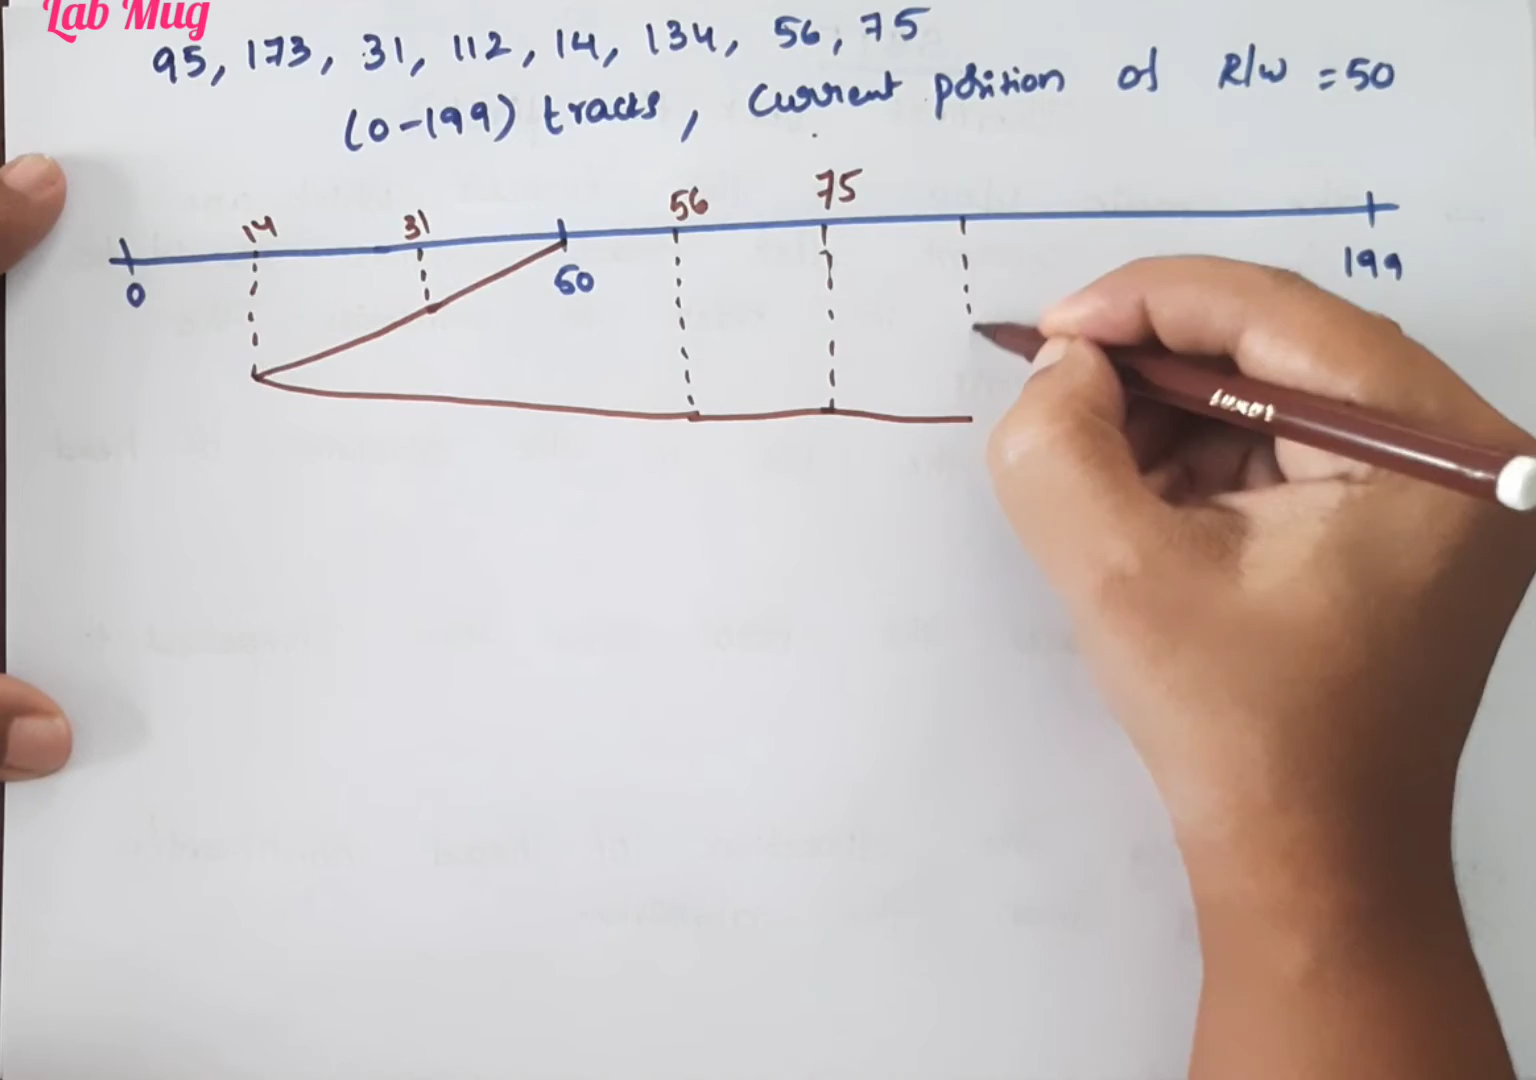 Lab Mug
95, 173, 31, 112, 14, 134, 56, 75
(0-199) tracks, Current position of R/W = 50
14 31 56 75
0 50 199
LUXOR